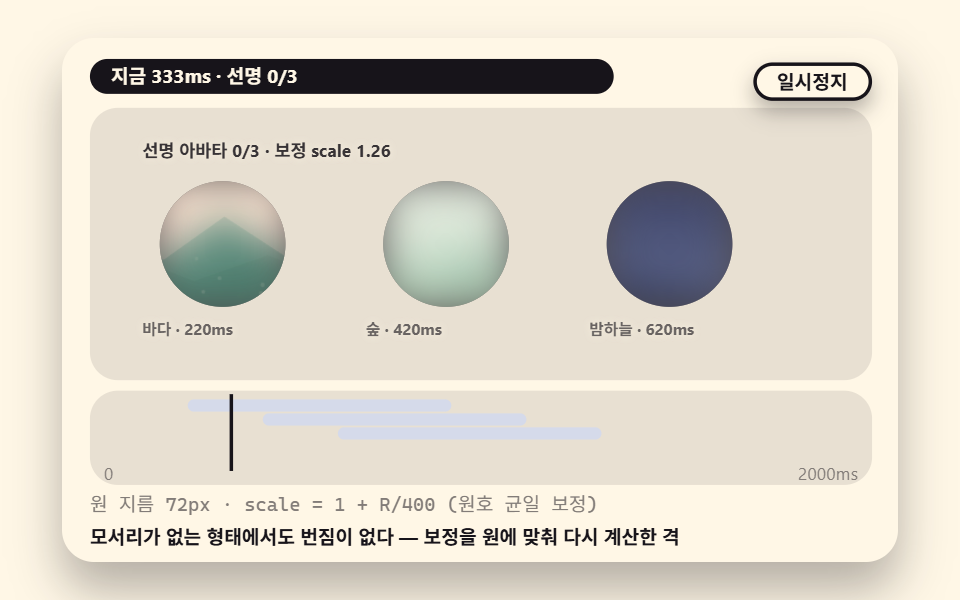 지금 333ms · 선명 0/3
일시정지
선명 아바타 0/3 · 보정 scale 1.26
바다 · 220ms
숲 · 420ms
밤하늘 · 620ms
0
2000ms
원 지름 72px · scale = 1 + R/400 (원호 균일 보정)
모서리가 없는 형태에서도 번짐이 없다 — 보정을 원에 맞춰 다시 계산한 격